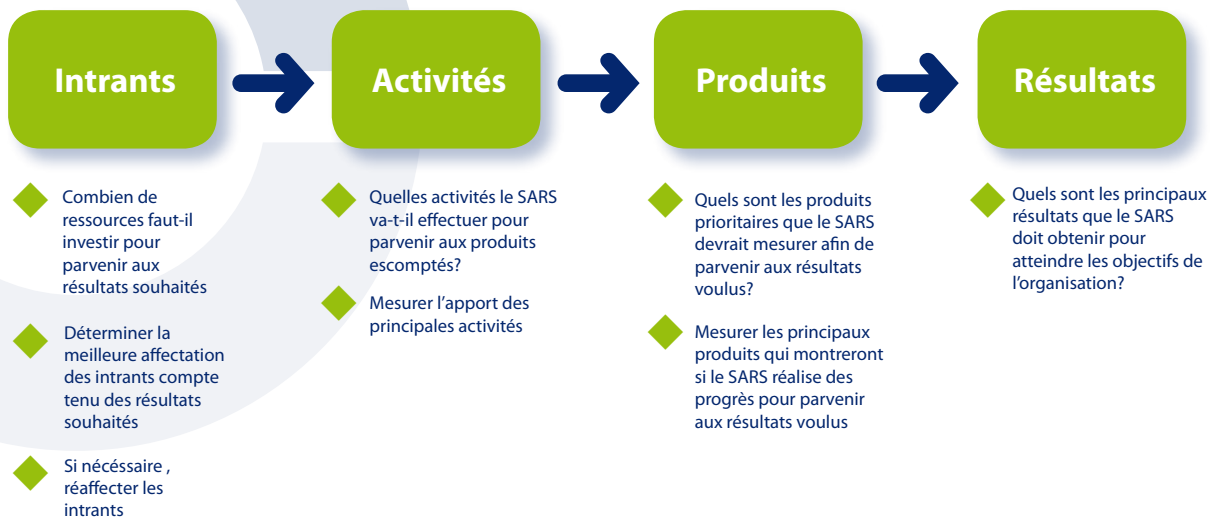 Intrants
Activités
Produits
Résultats
Combien de
ressources faut-il
investir pour
parvenir aux
résultats souhaités
Déterminer la
meilleure affectation
des intrants compte
tenu des résultats
souhaités
Si nécéssaire ,
réaffecter les
intrants
Quelles activités le SARS
va-t-il effectuer pour
parvenir aux produits
escomptés?
Mesurer l’apport des
principales activités
Quels sont les produits
prioritaires que le SARS
devrait mesurer afin de
parvenir aux résultats
voulus?
Mesurer les principaux
produits qui montreront
si le SARS réalise des
progrès pour parvenir
aux résultats voulus
Quels sont les principaux
résultats que le SARS
doit obtenir pour
atteindre les objectifs de
l’organisation?